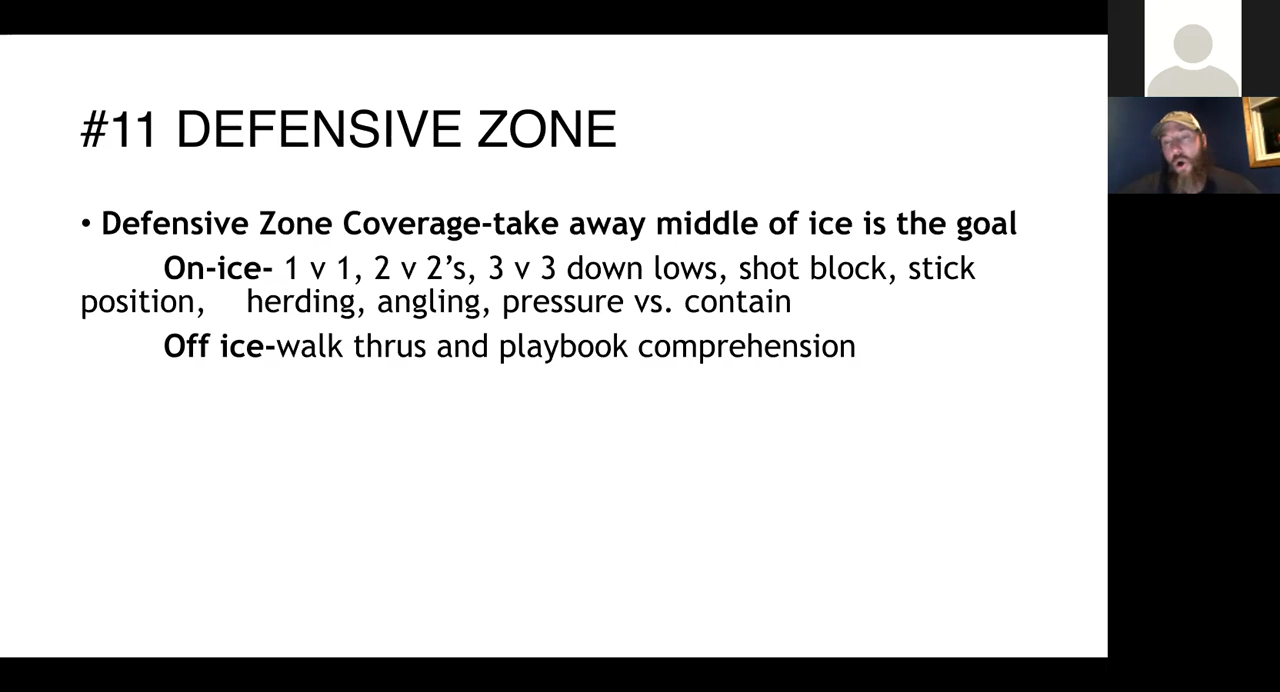 #11 DEFENSIVE ZONE
• Defensive Zone Coverage-take away middle of ice is the goal
On-ice- 1 v 1, 2 v 2’s, 3 v 3 down lows, shot block, stick
position, herding, angling, pressure vs. contain
Off ice-walk thrus and playbook comprehension